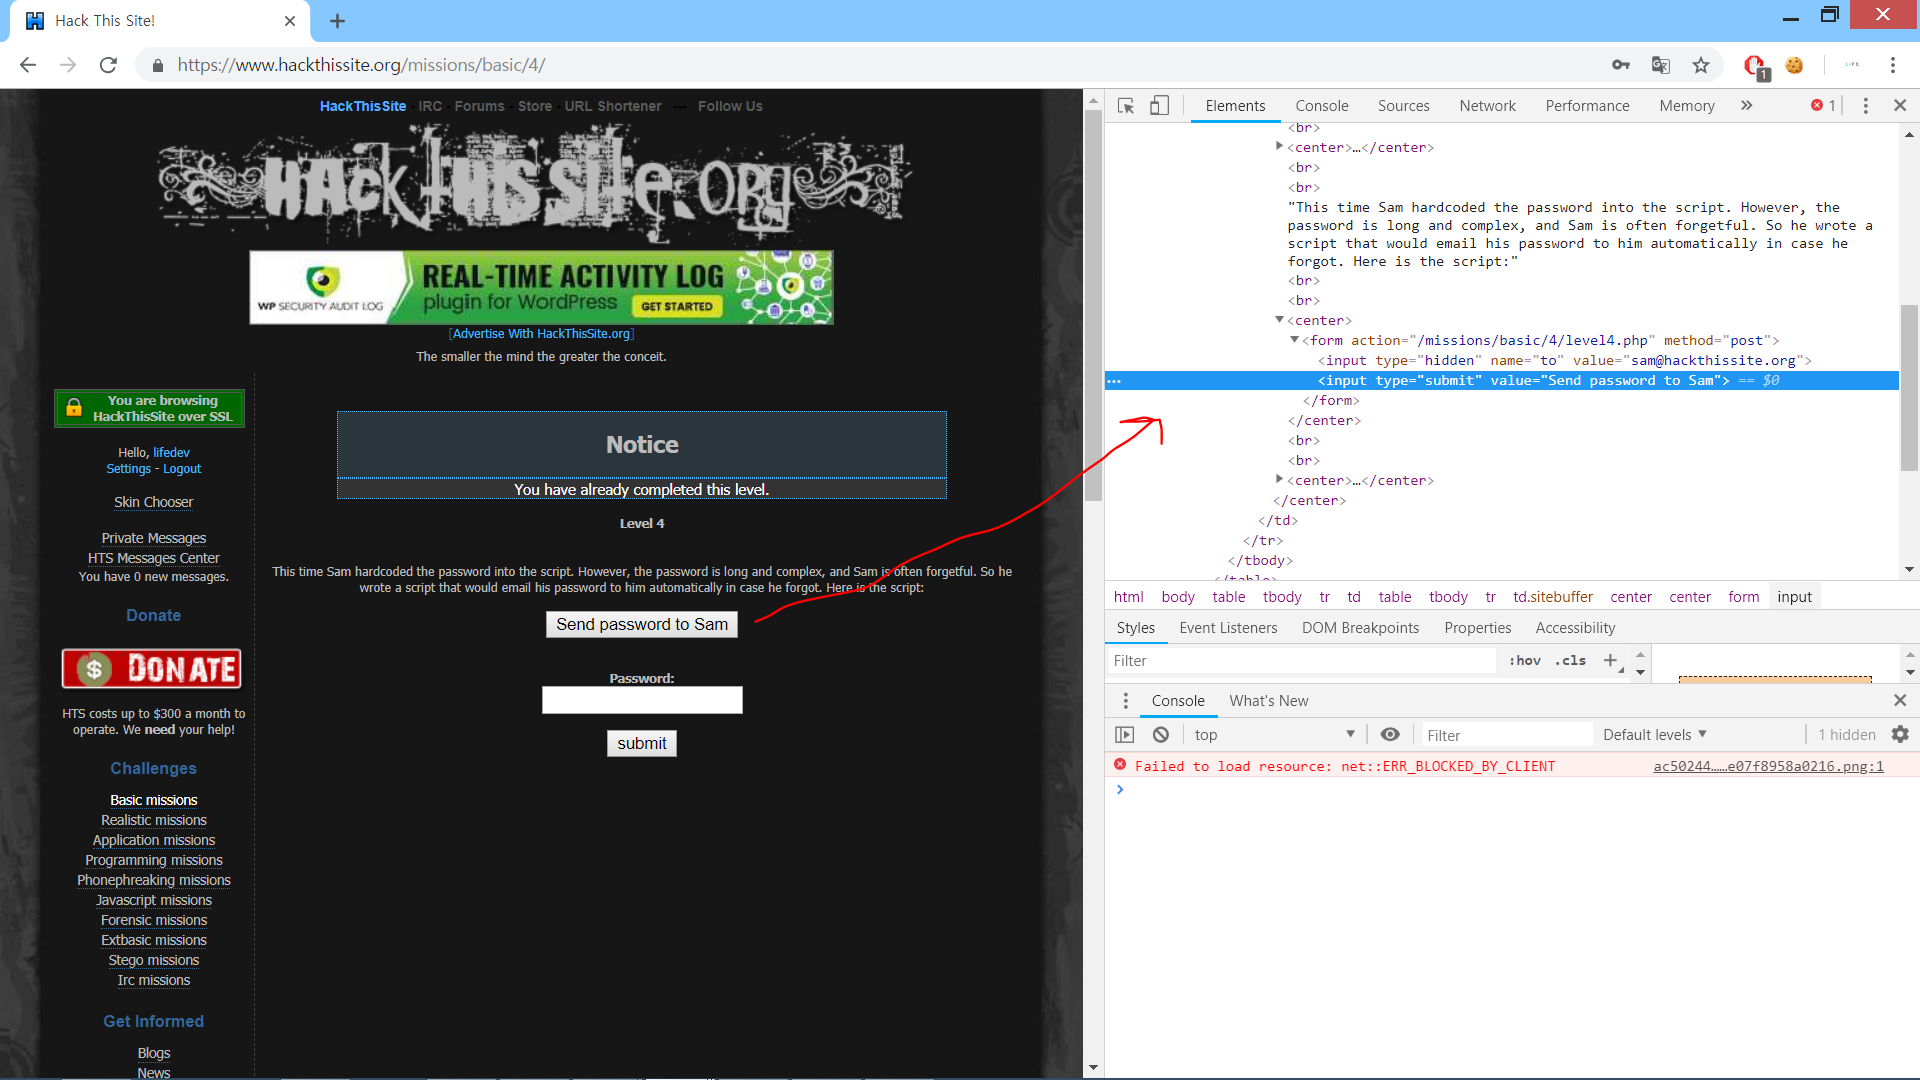 Hack This Site!
https://www.hackthissite.org/missions/basic/4/
1
LIFE
HackThisSite - IRC - Forums - Store - URL Shortener --- Follow Us
HAck tHIS SItE.ORG
WP SECURITY AUDIT LOG
REAL-TIME ACTIVITY LOG
plugin for WordPress
GET STARTED
[Advertise With HackThisSite.org]
The smaller the mind the greater the conceit.
You are browsing
HackThisSite over SSL
Hello, lifedev
Settings - Logout
Skin Chooser
Private Messages
HTS Messages Center
You have 0 new messages.
Donate
$ DONATE
HTS costs up to $300 a month to
operate. We need your help!
Challenges
Basic missions
Realistic missions
Application missions
Programming missions
Phonephreaking missions
Javascript missions
Forensic missions
Extbasic missions
Stego missions
Irc missions
Get Informed
Blogs
News
Notice
You have already completed this level.
Level 4
This time Sam hardcoded the password into the script. However, the password is long and complex, and Sam is often forgetful. So he
wrote a script that would email his password to him automatically in case he forgot. Here is the script:
Send password to Sam
Password:
submit
Elements Console Sources Network Performance Memory » 1
<br>
<center>…</center>
<br>
<br>
"This time Sam hardcoded the password into the script. However, the
password is long and complex, and Sam is often forgetful. So he wrote a
script that would email his password to him automatically in case he
forgot. Here is the script:"
<br>
<br>
<center>
<form action="/missions/basic/4/level4.php" method="post">
<input type="hidden" name="to" value="sam@hackthissite.org">
<input type="submit" value="Send password to Sam"> == $0
</form>
</center>
<br>
<br>
<center>…</center>
</center>
</td>
</tr>
</tbody>
</table>
html body table tbody tr td table tbody tr td.sitebuffer center center form input
Styles Event Listeners DOM Breakpoints Properties Accessibility
Filter :hov .cls +
Console What's New
top Filter Default levels 1 hidden
Failed to load resource: net::ERR_BLOCKED_BY_CLIENT ac50244……e07f8958a0216.png:1